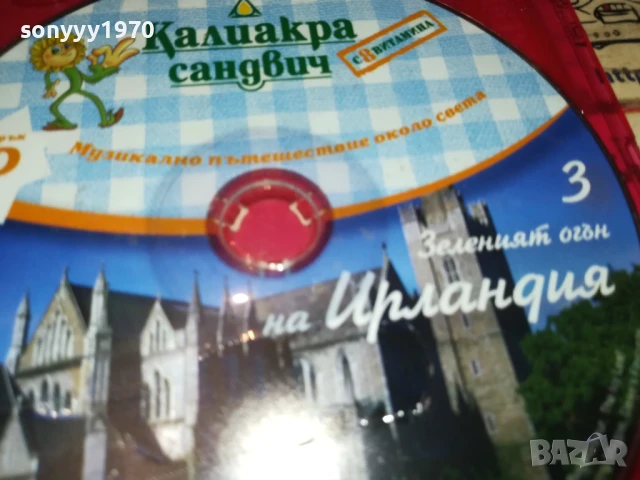 sonyyy1970
Калиакра
сандвич
с 8 витамина
Музикално пътешествие около света
3
Зеленият огън
на Ирландия
BAZAR